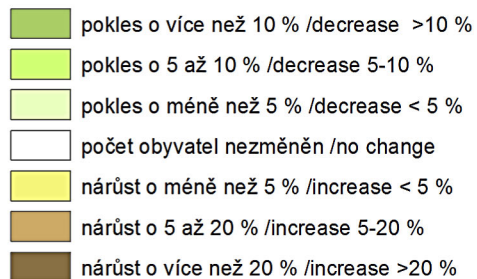 pokles o více než 10 % /decrease  >10 %
pokles o 5 až 10 % /decrease 5-10 %
pokles o méně než 5 % /decrease < 5 %
počet obyvatel nezměněn /no change
nárůst o méně než 5 % /increase < 5 %
nárůst o 5 až 20 % /increase 5-20 %
nárůst o více než 20 % /increase >20 %